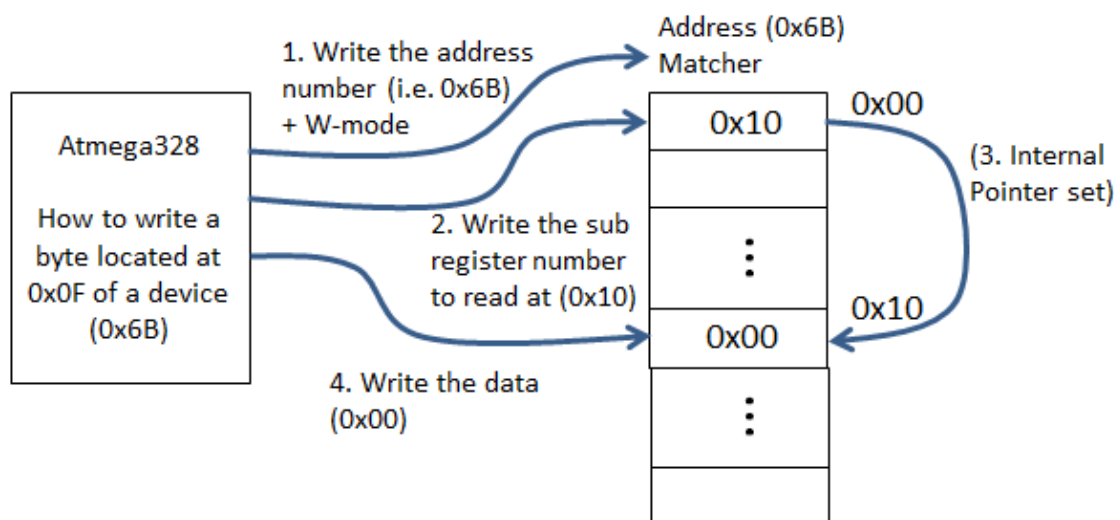 Atmega328
How to write a
byte located at
0x0F of a device
(0x6B)
1. Write the address
number (i.e. 0x6B)
+ W-mode
2. Write the sub
register number
to read at (0x10)
4. Write the data
(0x00)
Address (0x6B)
Matcher
0x10
0x00
(3. Internal
Pointer set)
0x00
0x10